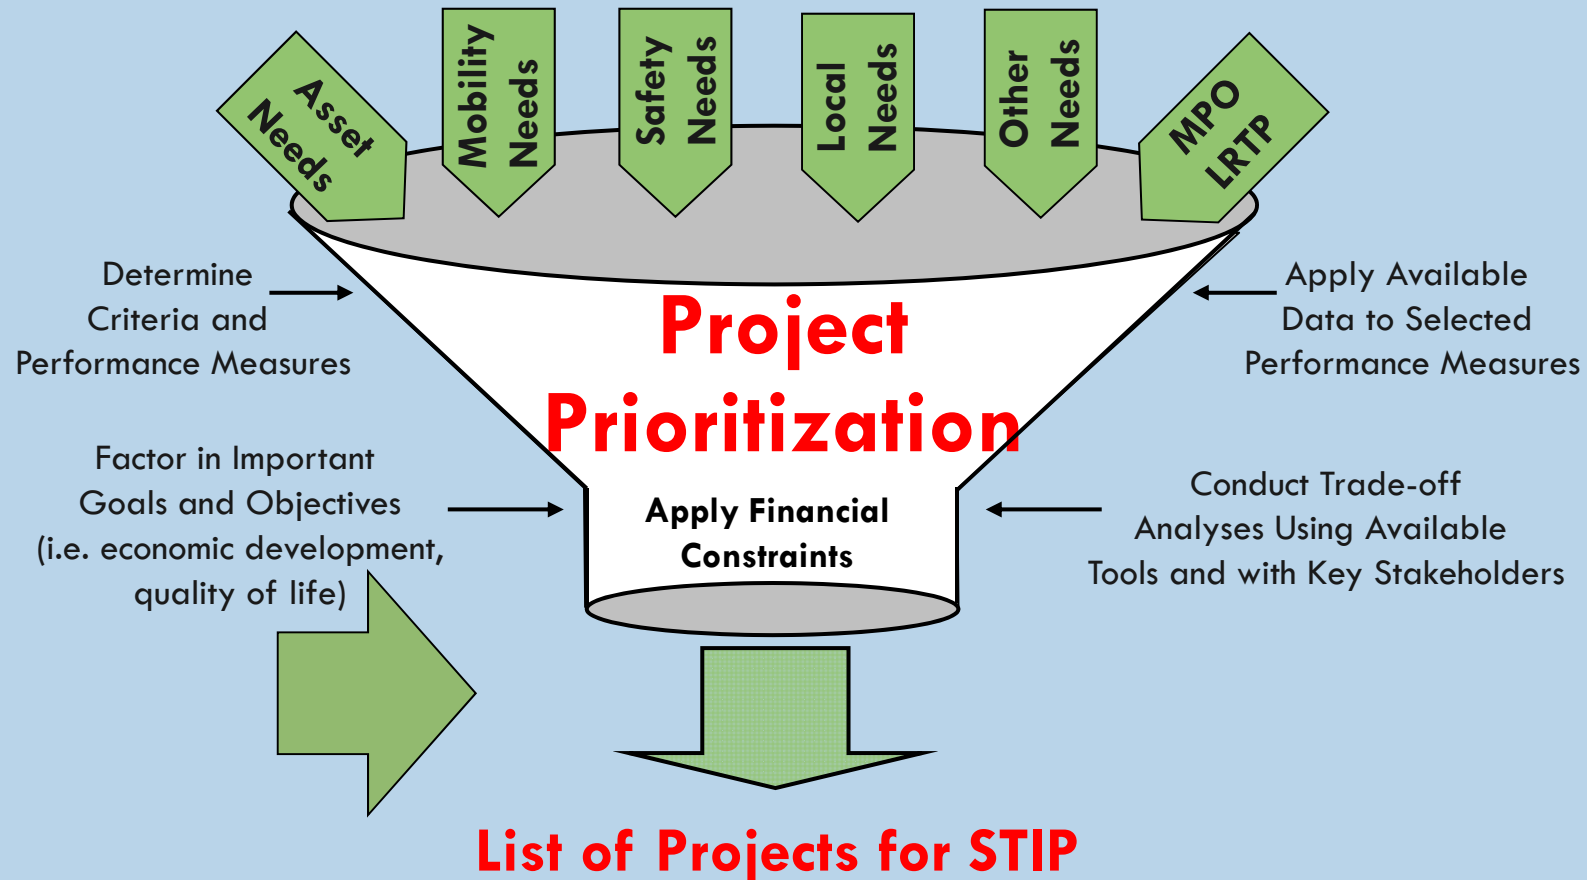 Asset
Needs
Mobility
Needs
Safety
Needs
Local
Needs
Other
Needs
MPO
LRTP
Determine
Criteria and
Performance Measures
Project
Prioritization
Apply Available
Data to Selected
Performance Measures
Factor in Important
Goals and Objectives
(i.e. economic development,
quality of life)
Apply Financial
Constraints
Conduct Trade-off
Analyses Using Available
Tools and with Key Stakeholders
List of Projects for STIP